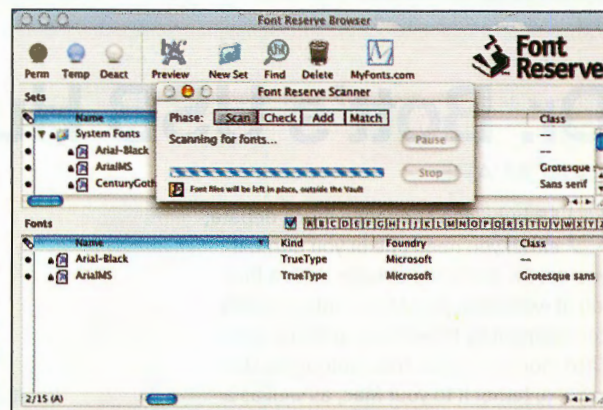 Font Reserve Browser
Perm Temp Deact Preview New Set Find Delete MyFonts.com
Font Reserve
Sets
Name Class
System Fonts --
Arial-Black --
ArialMS Grotesque
CenturyGoth Sans serif
Font Reserve Scanner
Phase: Scan Check Add Match
Scanning for fonts...
Pause
Stop
Font files will be left in place, outside the Vault
Fonts
A B C D E F G H I J K L M N O P Q R S T U V W X Y Z
Name Kind Foundry Class
Arial-Black TrueType Microsoft --
ArialMS TrueType Microsoft Grotesque sans
2/15 (A)